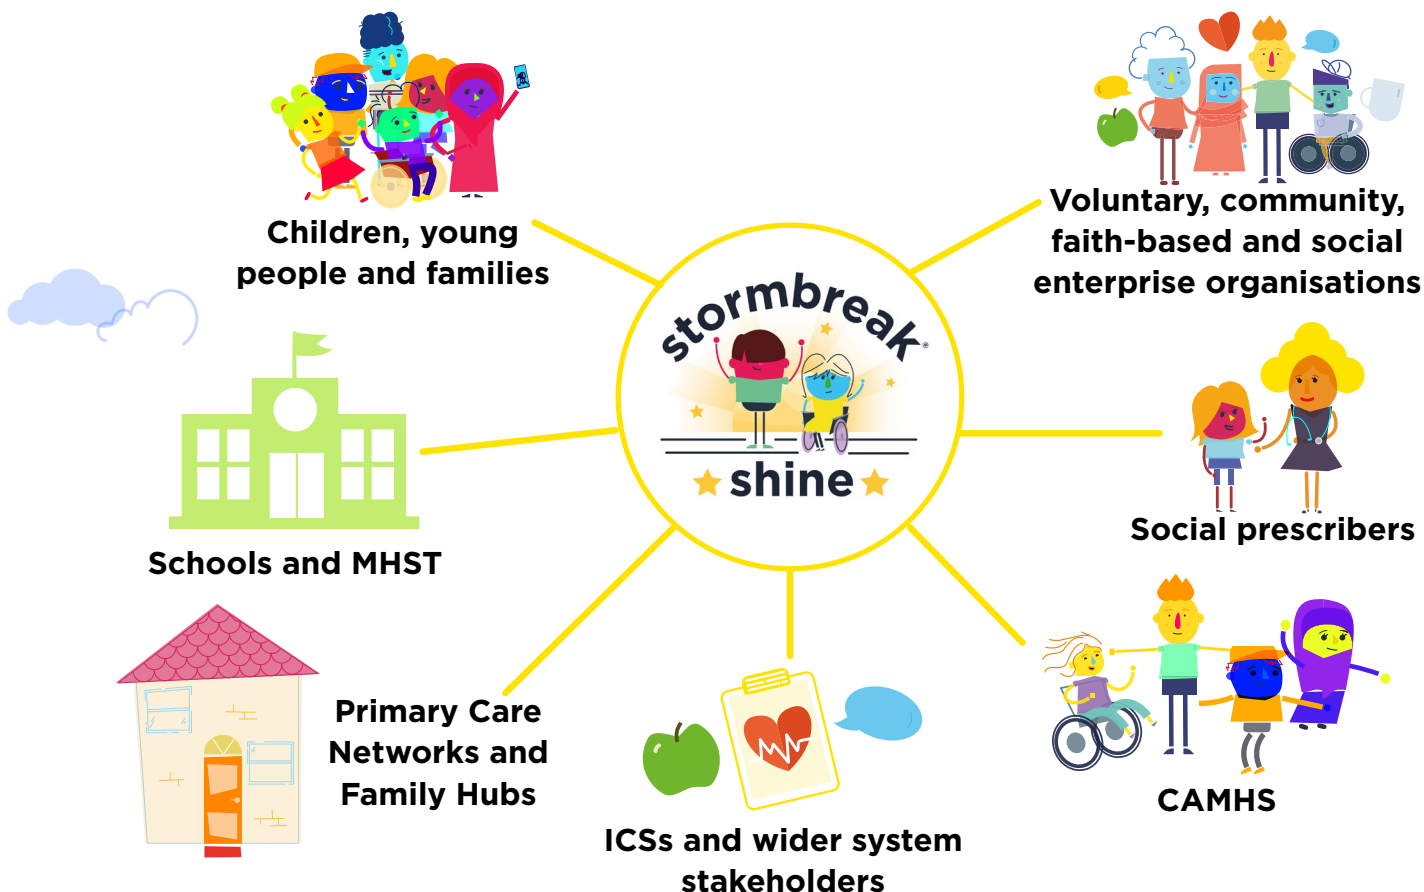 Children, young
people and families
Voluntary, community,
faith-based and social
enterprise organisations
stormbreak®
shine
Schools and MHST
Social prescribers
Primary Care
Networks and
Family Hubs
ICSs and wider system
stakeholders
CAMHS